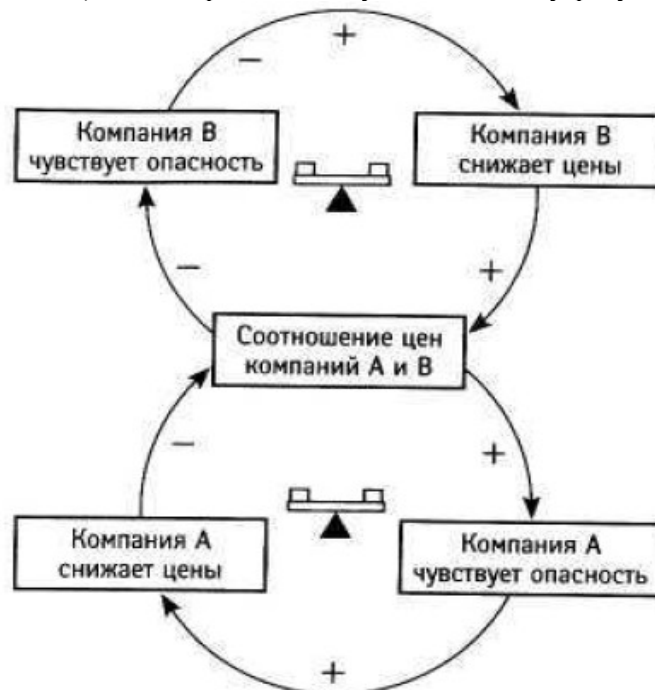 − +
Компания В
чувствует опасность
Компания В
снижает цены
− +
Соотношение цен
компаний А и В
− +
Компания А
снижает цены
Компания А
чувствует опасность
+